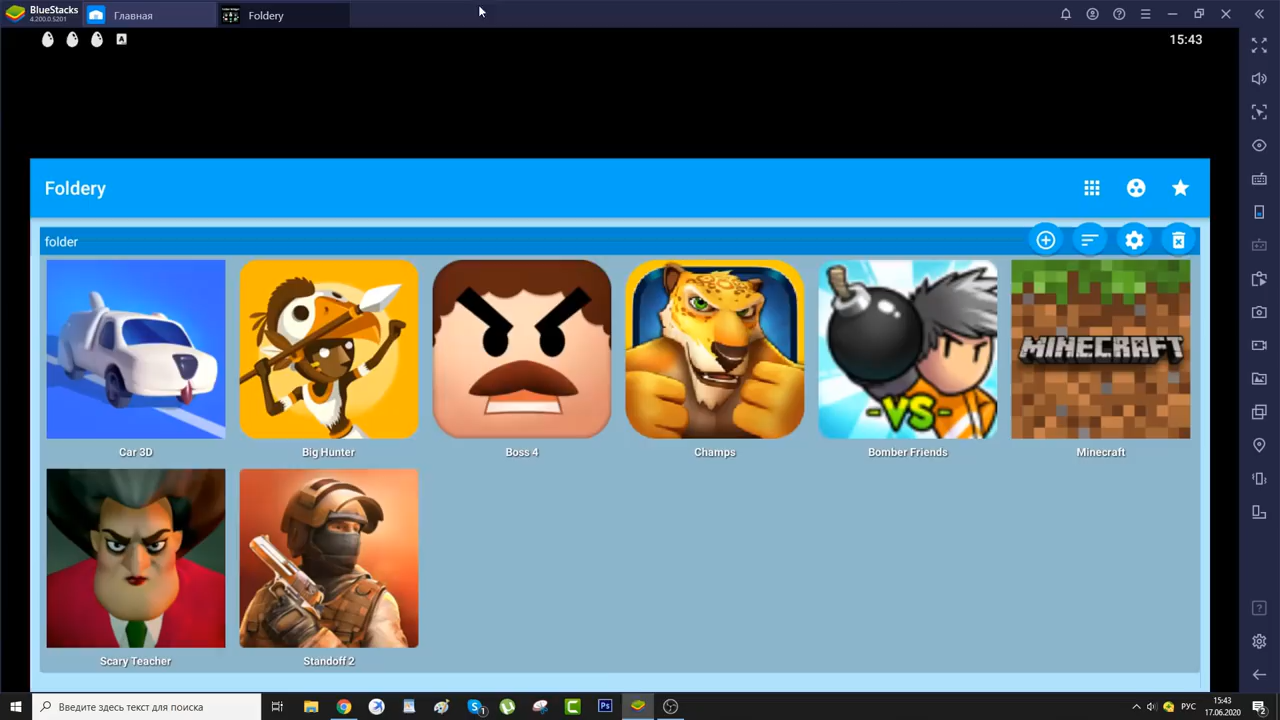 BlueStacks
4.200.0.5201
Главная
Foldery
15:43
Foldery
folder
MINECRAFT
-VS-
Car 3D
Big Hunter
Boss 4
Champs
Bomber Friends
Minecraft
Scary Teacher
Standoff 2
Введите здесь текст для поиска
Ps
РУС
15:43
17.06.2020